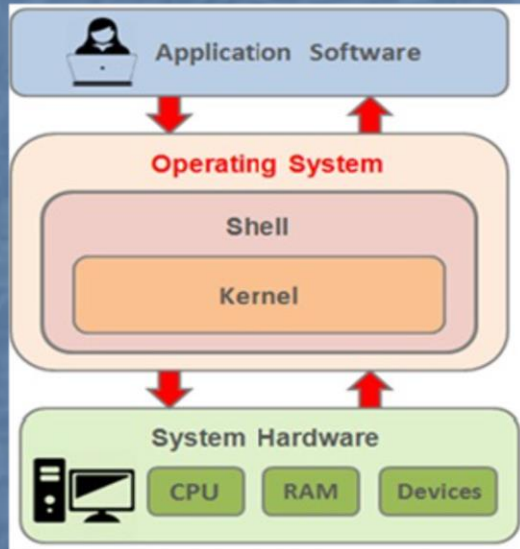 Application Software
Operating System
Shell
Kernel
System Hardware
CPU RAM Devices